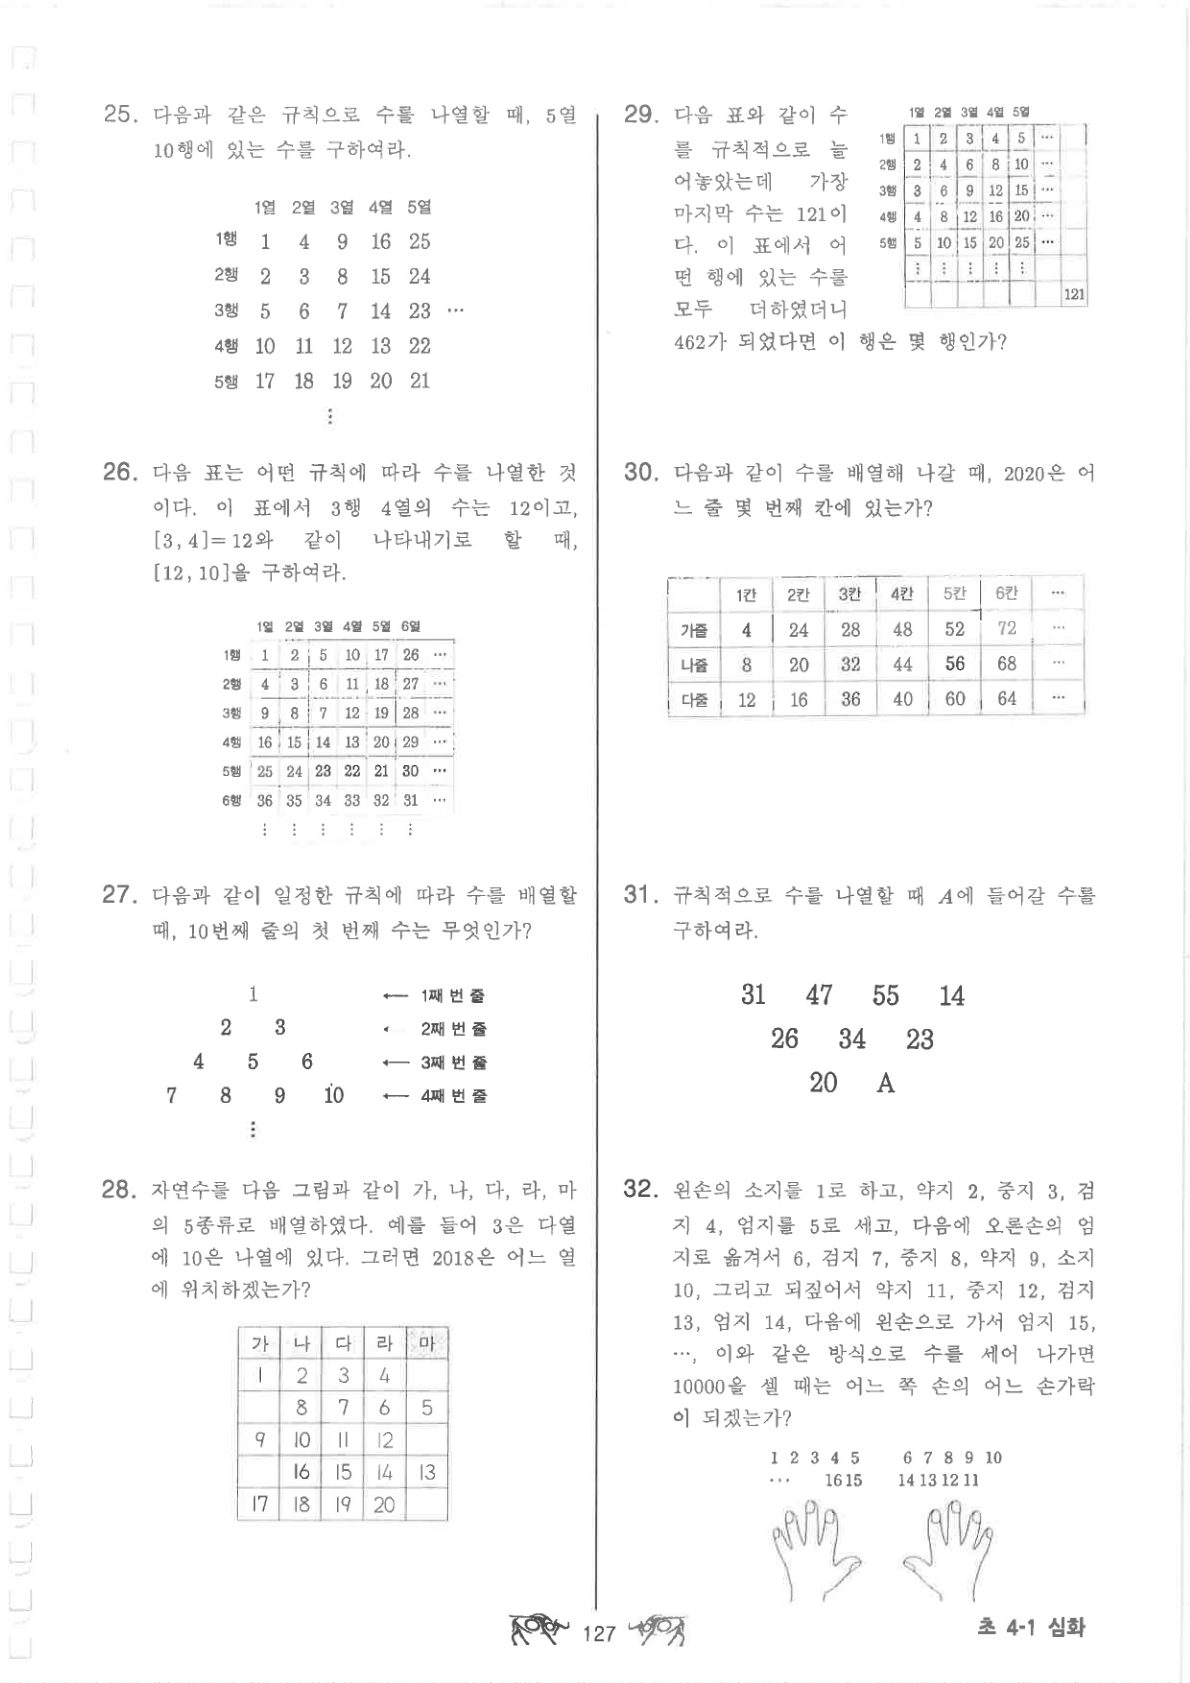 25. 다음과 같은 규칙으로 수를 나열할 때, 5열
10행에 있는 수를 구하여라.
1열 2열 3열 4열 5열
1행 1 4 9 16 25
2행 2 3 8 15 24
3행 5 6 7 14 23 …
4행 10 11 12 13 22
5행 17 18 19 20 21
⋮
26. 다음 표는 어떤 규칙에 따라 수를 나열한 것
이다. 이 표에서 3행 4열의 수는 12이고,
[3, 4]=12와 같이 나타내기로 할 때,
[12, 10]을 구하여라.
1열 2열 3열 4열 5열 6열
1행 1 2 5 10 17 26 …
2행 4 3 6 11 18 27 …
3행 9 8 7 12 19 28 …
4행 16 15 14 13 20 29 …
5행 25 24 23 22 21 30 …
6행 36 35 34 33 32 31 …
⋮ ⋮ ⋮ ⋮ ⋮ ⋮
27. 다음과 같이 일정한 규칙에 따라 수를 배열할
때, 10번째 줄의 첫 번째 수는 무엇인가?
1 ← 1째 번 줄
2 3 ← 2째 번 줄
4 5 6 ← 3째 번 줄
7 8 9 10 ← 4째 번 줄
⋮
28. 자연수를 다음 그림과 같이 가, 나, 다, 라, 마
의 5종류로 배열하였다. 예를 들어 3은 다열
에 10은 나열에 있다. 그러면 2018은 어느 열
에 위치하겠는가?
가 나 다 라 마
1 2 3 4
8 7 6 5
9 10 11 12
16 15 14 13
17 18 19 20
29. 다음 표와 같이 수
를 규칙적으로 늘
어놓았는데 가장
마지막 수는 121이
다. 이 표에서 어
떤 행에 있는 수를
모두 더하였더니
462가 되었다면 이 행은 몇 행인가?
1열 2열 3열 4열 5열
1행 1 2 3 4 5 …
2행 2 4 6 8 10 …
3행 3 6 9 12 15 …
4행 4 8 12 16 20 …
5행 5 10 15 20 25 …
⋮ ⋮ ⋮ ⋮ ⋮
121
30. 다음과 같이 수를 배열해 나갈 때, 2020은 어
느 줄 몇 번째 칸에 있는가?
1칸 2칸 3칸 4칸 5칸 6칸 …
가줄 4 24 28 48 52 72 …
나줄 8 20 32 44 56 68 …
다줄 12 16 36 40 60 64 …
31. 규칙적으로 수를 나열할 때 A에 들어갈 수를
구하여라.
31 47 55 14
26 34 23
20 A
32. 왼손의 소지를 1로 하고, 약지 2, 중지 3, 검
지 4, 엄지를 5로 세고, 다음에 오른손의 엄
지로 옮겨서 6, 검지 7, 중지 8, 약지 9, 소지
10, 그리고 되짚어서 약지 11, 중지 12, 검지
13, 엄지 14, 다음에 왼손으로 가서 엄지 15,
…, 이와 같은 방식으로 수를 세어 나가면
10000을 셀 때는 어느 쪽 손의 어느 손가락
이 되겠는가?
1 2 3 4 5 6 7 8 9 10
… 16 15 14 13 12 11
127
초 4-1 심화